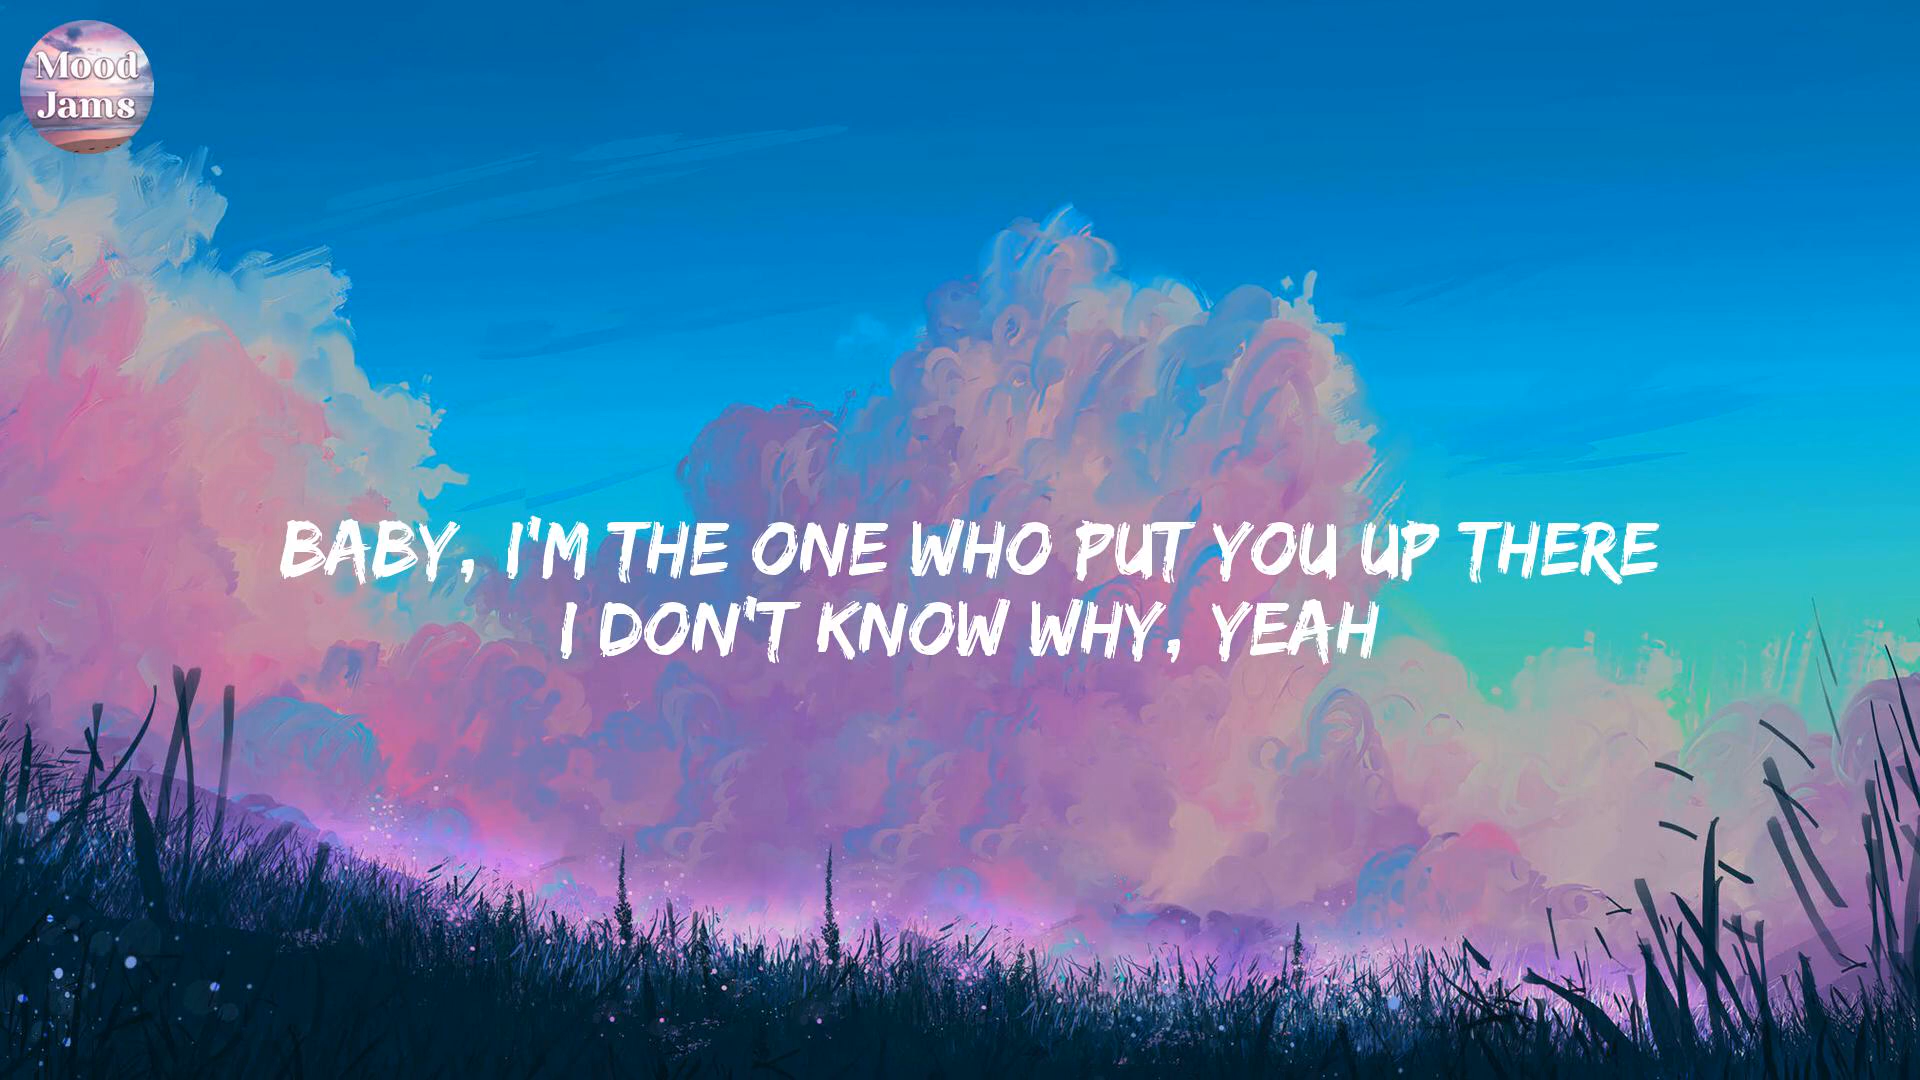 Mood
Jams
BABY, I'M THE ONE WHO PUT YOU UP THERE
I DON'T KNOW WHY, YEAH